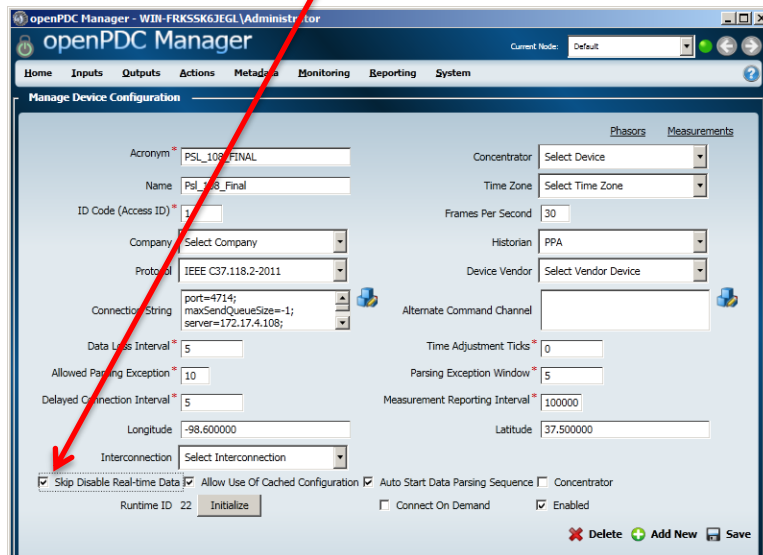 openPDC Manager - WIN-FRKSSK6JEGL\Administrator
openPDC Manager
Current Node: Default
Home Inputs Outputs Actions Metadata Monitoring Reporting System
Manage Device Configuration
Phasors Measurements
Acronym* PSL_108_FINAL
Concentrator Select Device
Name Psl_108_Final
Time Zone Select Time Zone
ID Code (Access ID)*
Frames Per Second 30
Company Select Company
Historian PPA
Protocol IEEE C37.118.2-2011
Device Vendor Select Vendor Device
Connection String port=4714;
maxSendQueueSize=-1;
server=172.17.4.108;
Alternate Command Channel
Data Loss Interval* 5
Time Adjustment Ticks* 0
Allowed Parsing Exception* 10
Parsing Exception Window* 5
Delayed Connection Interval* 5
Measurement Reporting Interval* 100000
Longitude -98.600000
Latitude 37.500000
Interconnection Select Interconnection
Skip Disable Real-time Data Allow Use Of Cached Configuration Auto Start Data Parsing Sequence Concentrator
Runtime ID 22 Initialize Connect On Demand Enabled
Delete Add New Save